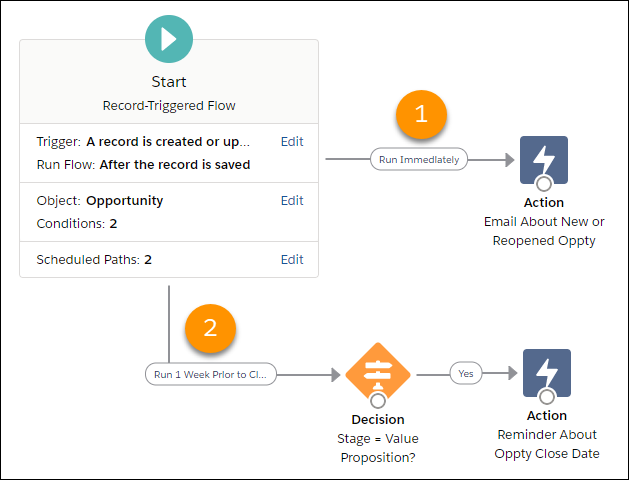 Start
Record-Triggered Flow
Trigger: A record is created or up... Edit
Run Flow: After the record is saved
Object: Opportunity Edit
Conditions: 2
Scheduled Paths: 2 Edit
1
Run Immediately
Action
Email About New or
Reopened Oppty
2
Run 1 Week Prior to Cl...
Decision
Stage = Value
Proposition?
Yes
Action
Reminder About
Oppty Close Date